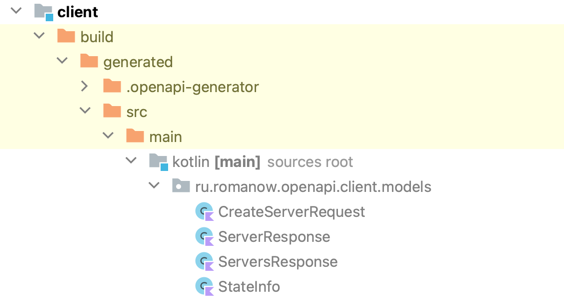 client
build
generated
.openapi-generator
src
main
kotlin [main] sources root
ru.romanow.openapi.client.models
CreateServerRequest
ServerResponse
ServersResponse
StateInfo